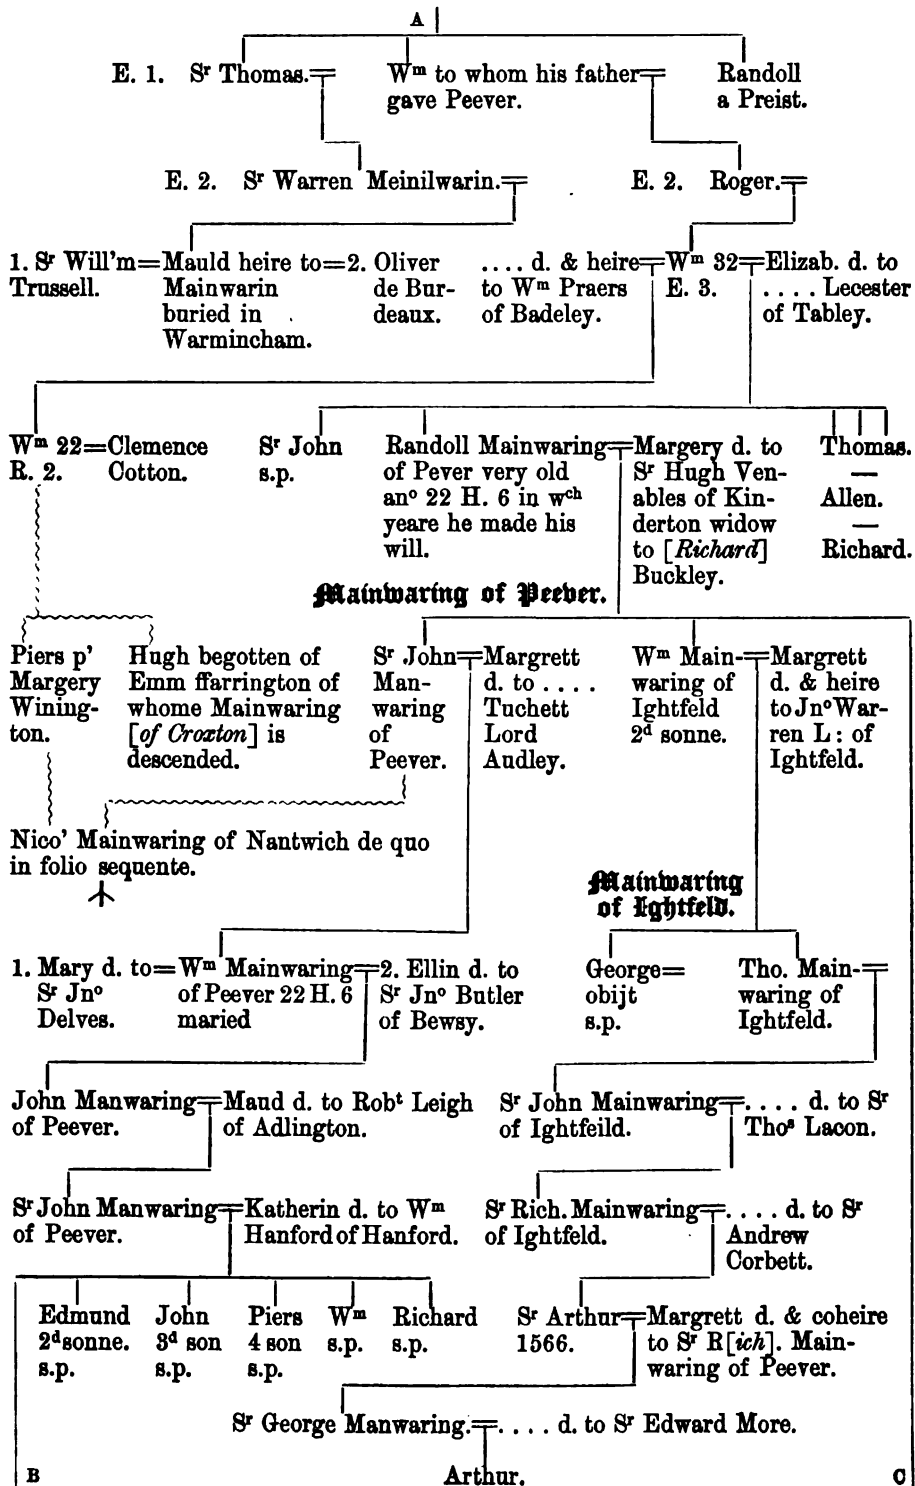 A
E. 1. Sr Thomas.
Wm to whom his father
gave Peever.
Randoll
a Preist.
E. 2. Sr Warren Meinilwarin.
E. 2. Roger.
1. Sr Will'm
Trussell.
Mauld heire to
Mainwarin
buried in
Warmincham.
2. Oliver
de Bur-
deaux.
.... d. & heire
to Wm Praers
of Badeley.
Wm 32
E. 3.
Elizab. d. to
.... Lecester
of Tabley.
Wm 22
R. 2.
Clemence
Cotton.
Sr John
s.p.
Randoll Mainwaring
of Pever very old
ano 22 H. 6 in wch
yeare he made his
will.
Margery d. to
Sr Hugh Ven-
ables of Kin-
derton widow
to [Richard]
Buckley.
Thomas.
—
Allen.
—
Richard.
Mainwaring of Peever.
Piers p'
Margery
Wining-
ton.
Hugh begotten of
Emm ffarrington of
whome Mainwaring
[of Croxton] is
descended.
Sr John
Man-
waring
of
Peever.
Margrett
d. to ....
Tuchett
Lord
Audley.
Wm Main-
waring of
Ightfeld
2d sonne.
Margrett
d. & heire
to Jno War-
ren L: of
Ightfeld.
Nico' Mainwaring of Nantwich de quo
in folio sequente.
Mainwaring
of Ightfeld.
1. Mary d. to
Sr Jno
Delves.
Wm Mainwaring
of Peever 22 H. 6
maried
2. Ellin d. to
Sr Jno Butler
of Bewsy.
George
obijt
s.p.
Tho. Main-
waring of
Ightfeld.
John Manwaring
of Peever.
Maud d. to Robt Leigh
of Adlington.
Sr John Mainwaring
of Ightfeild.
.... d. to Sr
Thos Lacon.
Sr John Manwaring
of Peever.
Katherin d. to Wm
Hanford of Hanford.
Sr Rich. Mainwaring
of Ightfeld.
.... d. to Sr
Andrew
Corbett.
Edmund
2d sonne.
s.p.
John
3d son
s.p.
Piers
4 son
s.p.
Wm
s.p.
Richard
s.p.
Sr Arthur
1566.
Margrett d. & coheire
to Sr R[ich]. Main-
waring of Peever.
Sr George Manwaring.
.... d. to Sr Edward More.
B
Arthur.
C